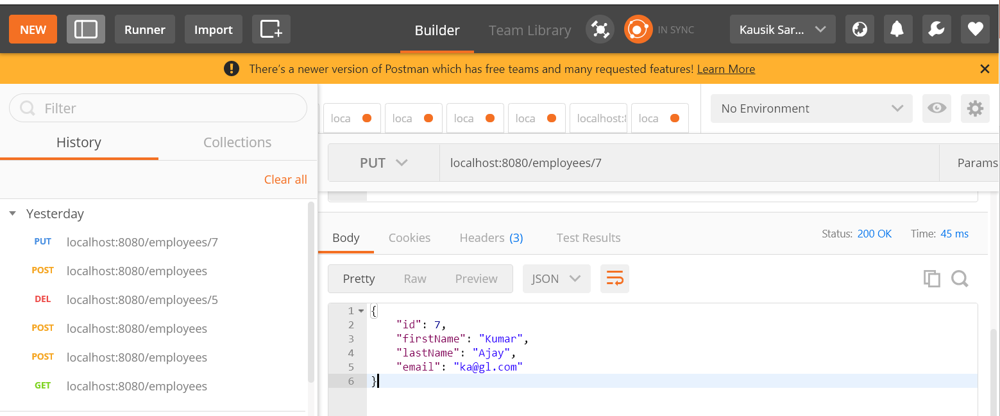 NEW Runner Import Builder Team Library IN SYNC Kausik Sar...
There's a newer version of Postman which has free teams and many requested features! Learn More
Filter
History Collections
Clear all
Yesterday
PUT localhost:8080/employees/7
POST localhost:8080/employees
DEL localhost:8080/employees/5
POST localhost:8080/employees
POST localhost:8080/employees
GET localhost:8080/employees
loca loca loca loca localhost: loca
No Environment
PUT localhost:8080/employees/7 Params
Body Cookies Headers (3) Test Results Status: 200 OK Time: 45 ms
Pretty Raw Preview JSON
1 {
2 "id": 7,
3 "firstName": "Kumar",
4 "lastName": "Ajay",
5 "email": "ka@gl.com"
6 }